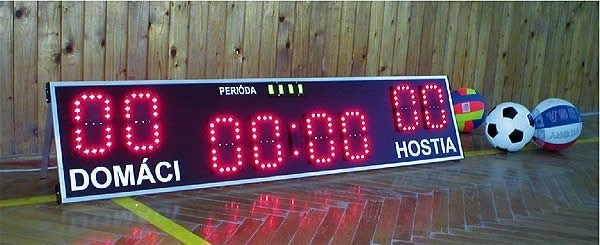 PERIÓDA
00 00
00:00
DOMÁCI
HOSTIA